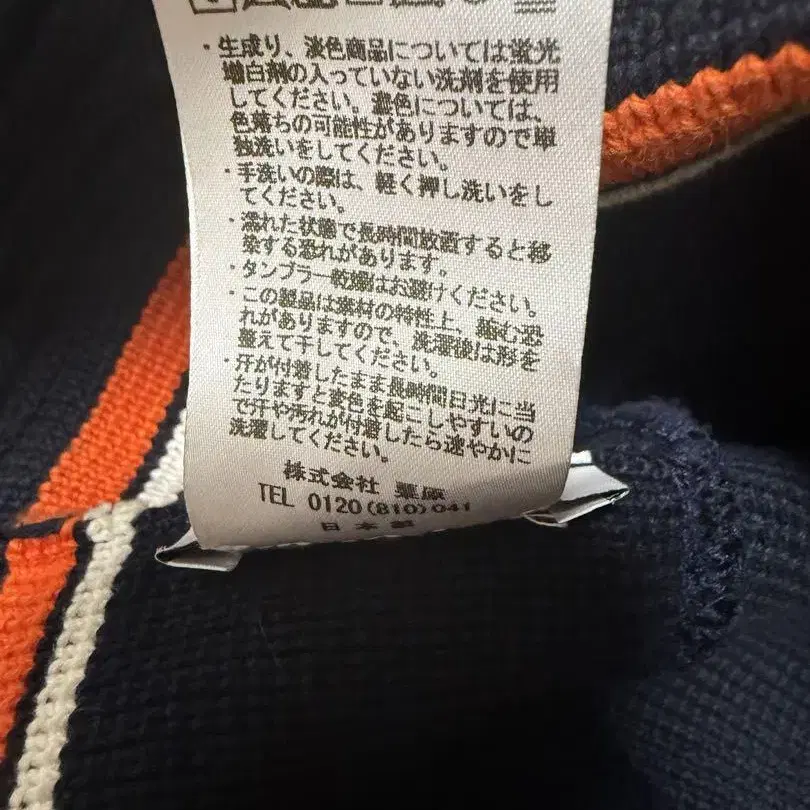 ・生成り、淡色商品については蛍光
増白剤の入っていない洗剤を使用
してください。濃色については、
色落ちの可能性がありますので単
独洗いをしてください。
・手洗いの際は、軽く押し洗いをし
てください。
・濡れた状態で長時間放置すると移
染する恐れがあります。
・タンブラー乾燥はお避けください。
・この製品は素材の特性上、縮む恐
れがありますので、洗濯後は形を
整えて干してください。
・汗が付着したまま長時間日光に当
たりますと変色を起こしやすいの
で汗や汚れが付着したら速やかに
洗濯してください。
株式会社 栗原
TEL 0120(810)041
日本製